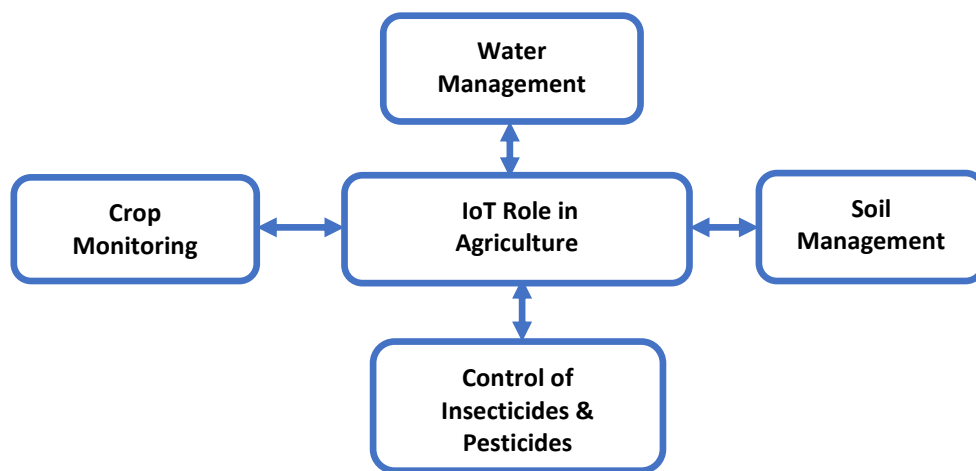 Water
Management
Crop
Monitoring
IoT Role in
Agriculture
Soil
Management
Control of
Insecticides &
Pesticides